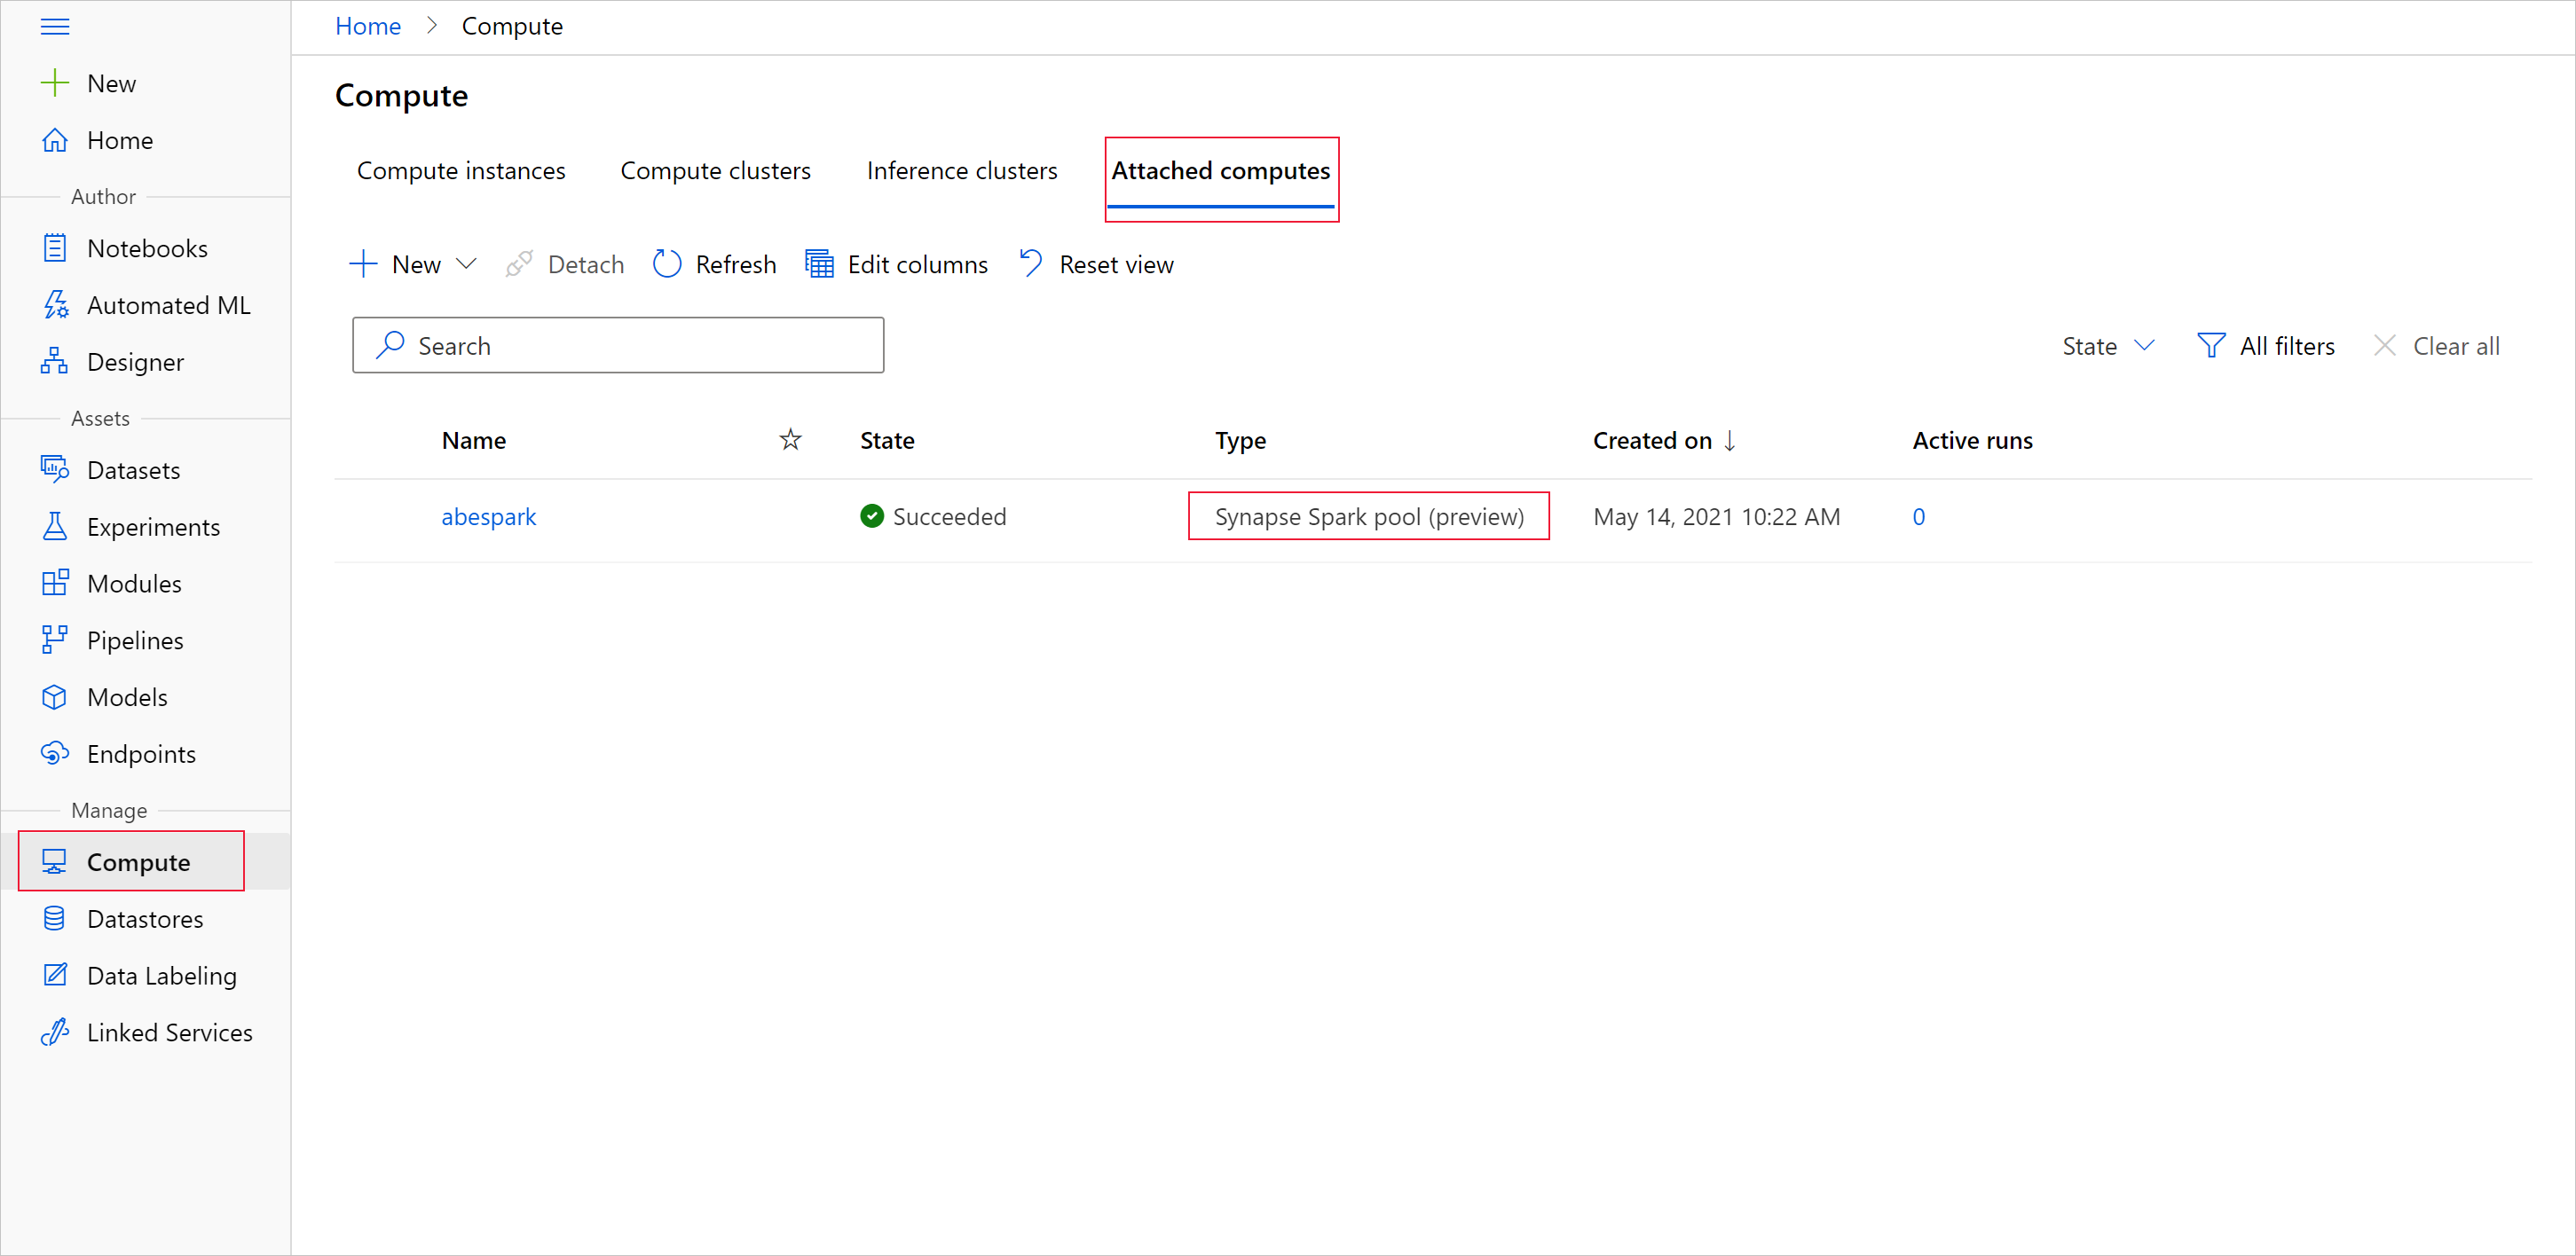 Home > Compute
New
Home
Author
Notebooks
Automated ML
Designer
Assets
Datasets
Experiments
Modules
Pipelines
Models
Endpoints
Manage
Compute
Datastores
Data Labeling
Linked Services
Compute
Compute instances Compute clusters Inference clusters Attached computes
New Detach Refresh Edit columns Reset view
Search State All filters Clear all
Name State Type Created on ↓ Active runs
abespark Succeeded Synapse Spark pool (preview) May 14, 2021 10:22 AM 0